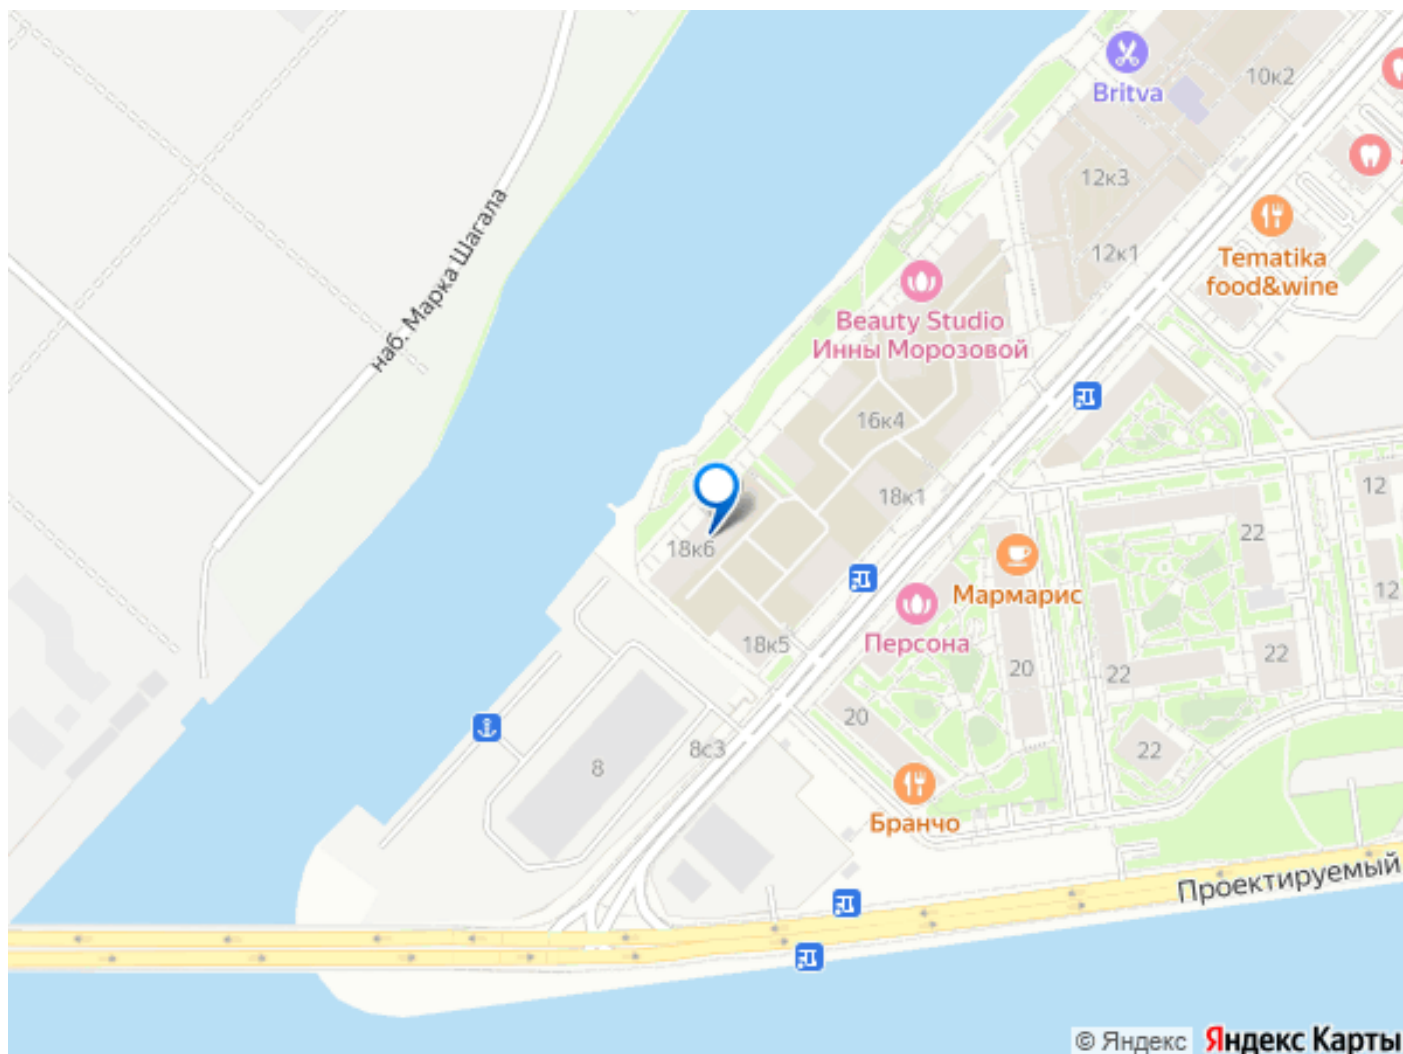 Britva
10к2
12к3
12к1
Tematika
food&wine
наб. Марка Шагала
Beauty Studio
Инны Морозовой
16к4
18к1
18к6
18к5
12
22
12
Мармарис
Персона
20
22
22
20
22
8с3
8
Бранчо
Проектируемый
© Яндекс
Яндекс Карты